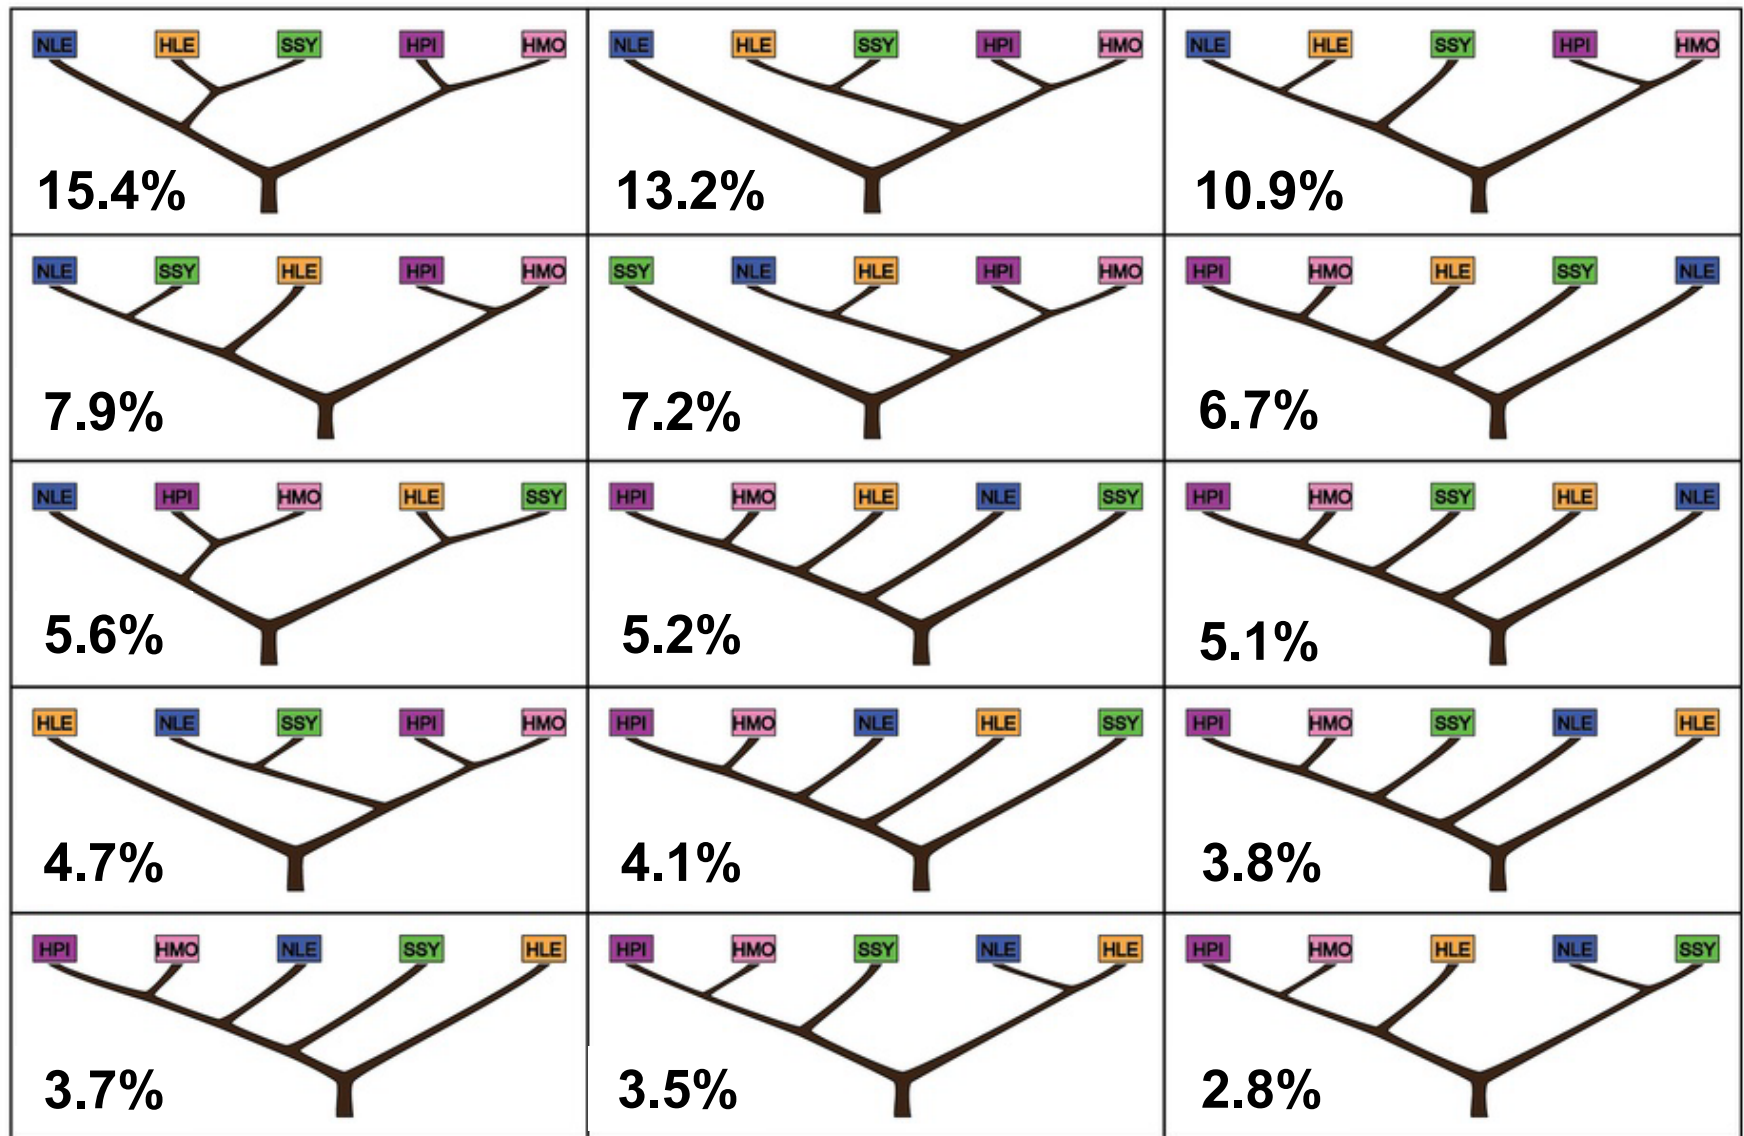 NLE HLE SSY HPI HMO
15.4%
NLE HLE SSY HPI HMO
13.2%
NLE HLE SSY HPI HMO
10.9%
NLE SSY HLE HPI HMO
7.9%
SSY NLE HLE HPI HMO
7.2%
HPI HMO HLE SSY NLE
6.7%
NLE HPI HMO HLE SSY
5.6%
HPI HMO HLE NLE SSY
5.2%
HPI HMO SSY HLE NLE
5.1%
HLE NLE SSY HPI HMO
4.7%
HPI HMO NLE HLE SSY
4.1%
HPI HMO SSY NLE HLE
3.8%
HPI HMO NLE SSY HLE
3.7%
HPI HMO SSY NLE HLE
3.5%
HPI HMO HLE NLE SSY
2.8%